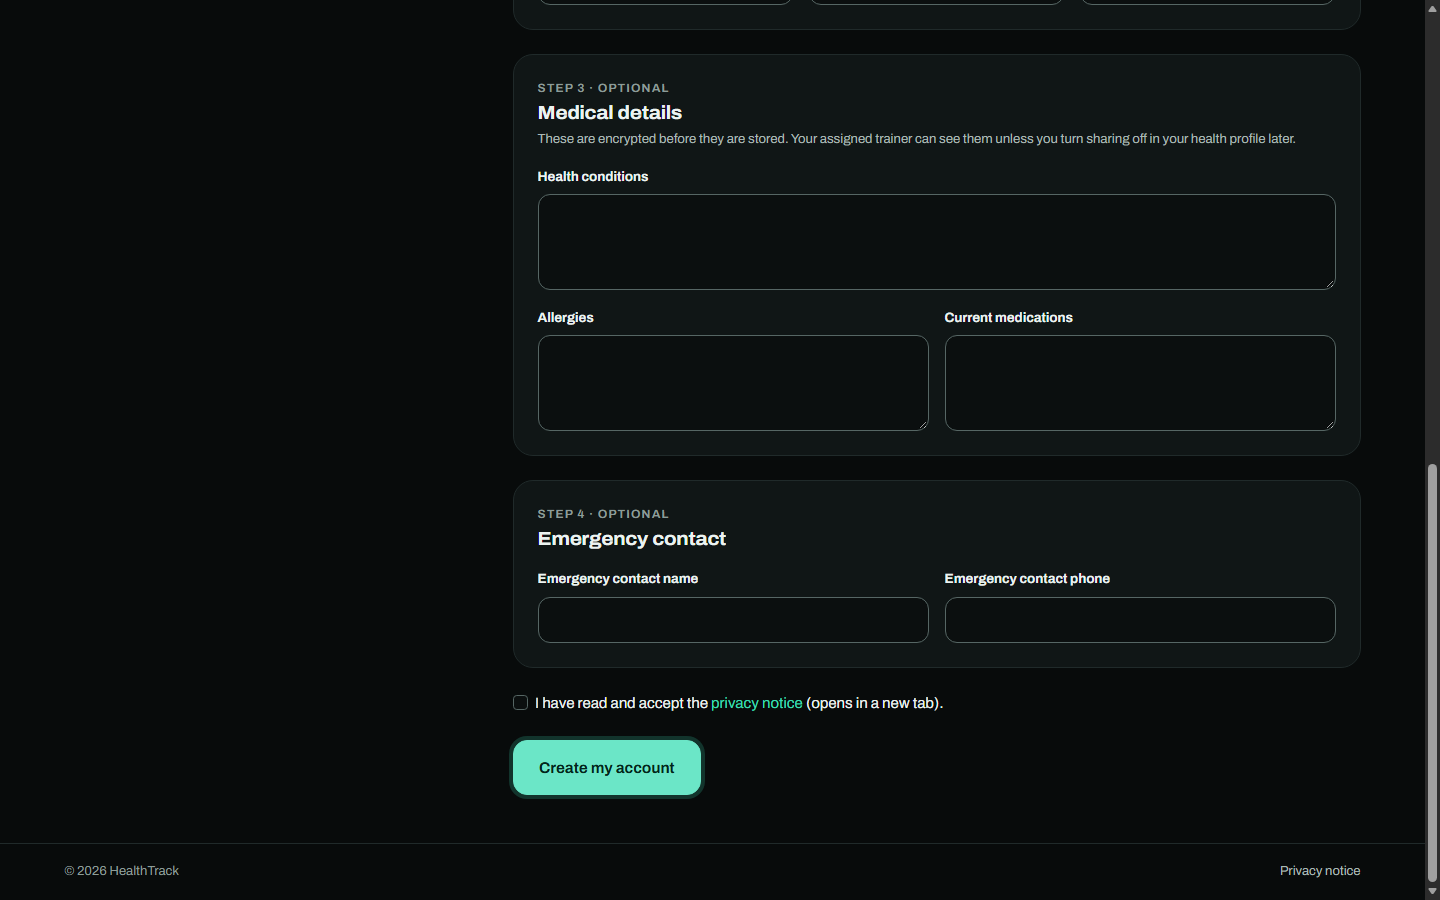 STEP 3 · OPTIONAL
Medical details
These are encrypted before they are stored. Your assigned trainer can see them unless you turn sharing off in your health profile later.
Health conditions
Allergies
Current medications
STEP 4 · OPTIONAL
Emergency contact
Emergency contact name
Emergency contact phone
I have read and accept the privacy notice (opens in a new tab).
Create my account
© 2026 HealthTrack
Privacy notice